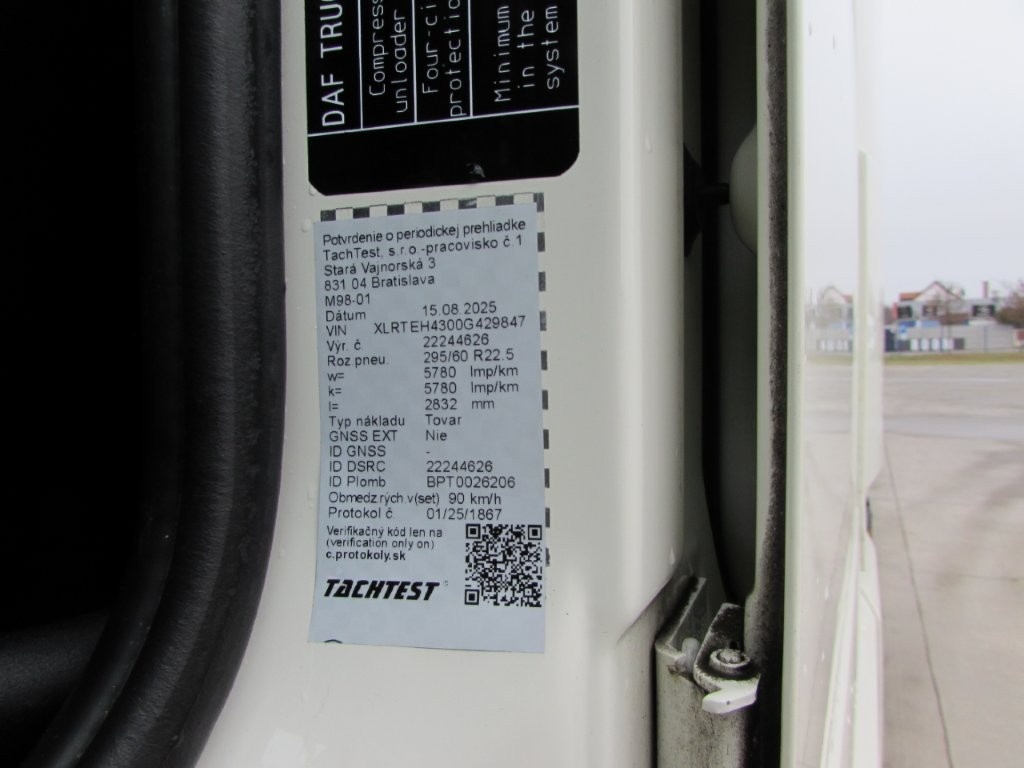 DAF TRUC
Compress
unloader
Four-ci
protectio
Minimum
in the
system
Potvrdenie o periodickej prehliadke
TachTest, s.r.o.-pracovisko č.1
Stará Vajnorská 3
831 04 Bratislava
M98-01
Dátum 15.08.2025
VIN XLRTEH4300G429847
Výr. č. 22244626
Roz.pneu. 295/60 R22.5
w= 5780 Imp/km
k= 5780 Imp/km
l= 2832 mm
Typ nákladu Tovar
GNSS EXT Nie
ID GNSS -
ID DSRC 22244626
ID Plomb BPT0026206
Obmedz.rých v(set) 90 km/h
Protokol č. 01/25/1867
Verifikačný kód len na
(verification only on)
c.protokoly.sk
TACHTEST